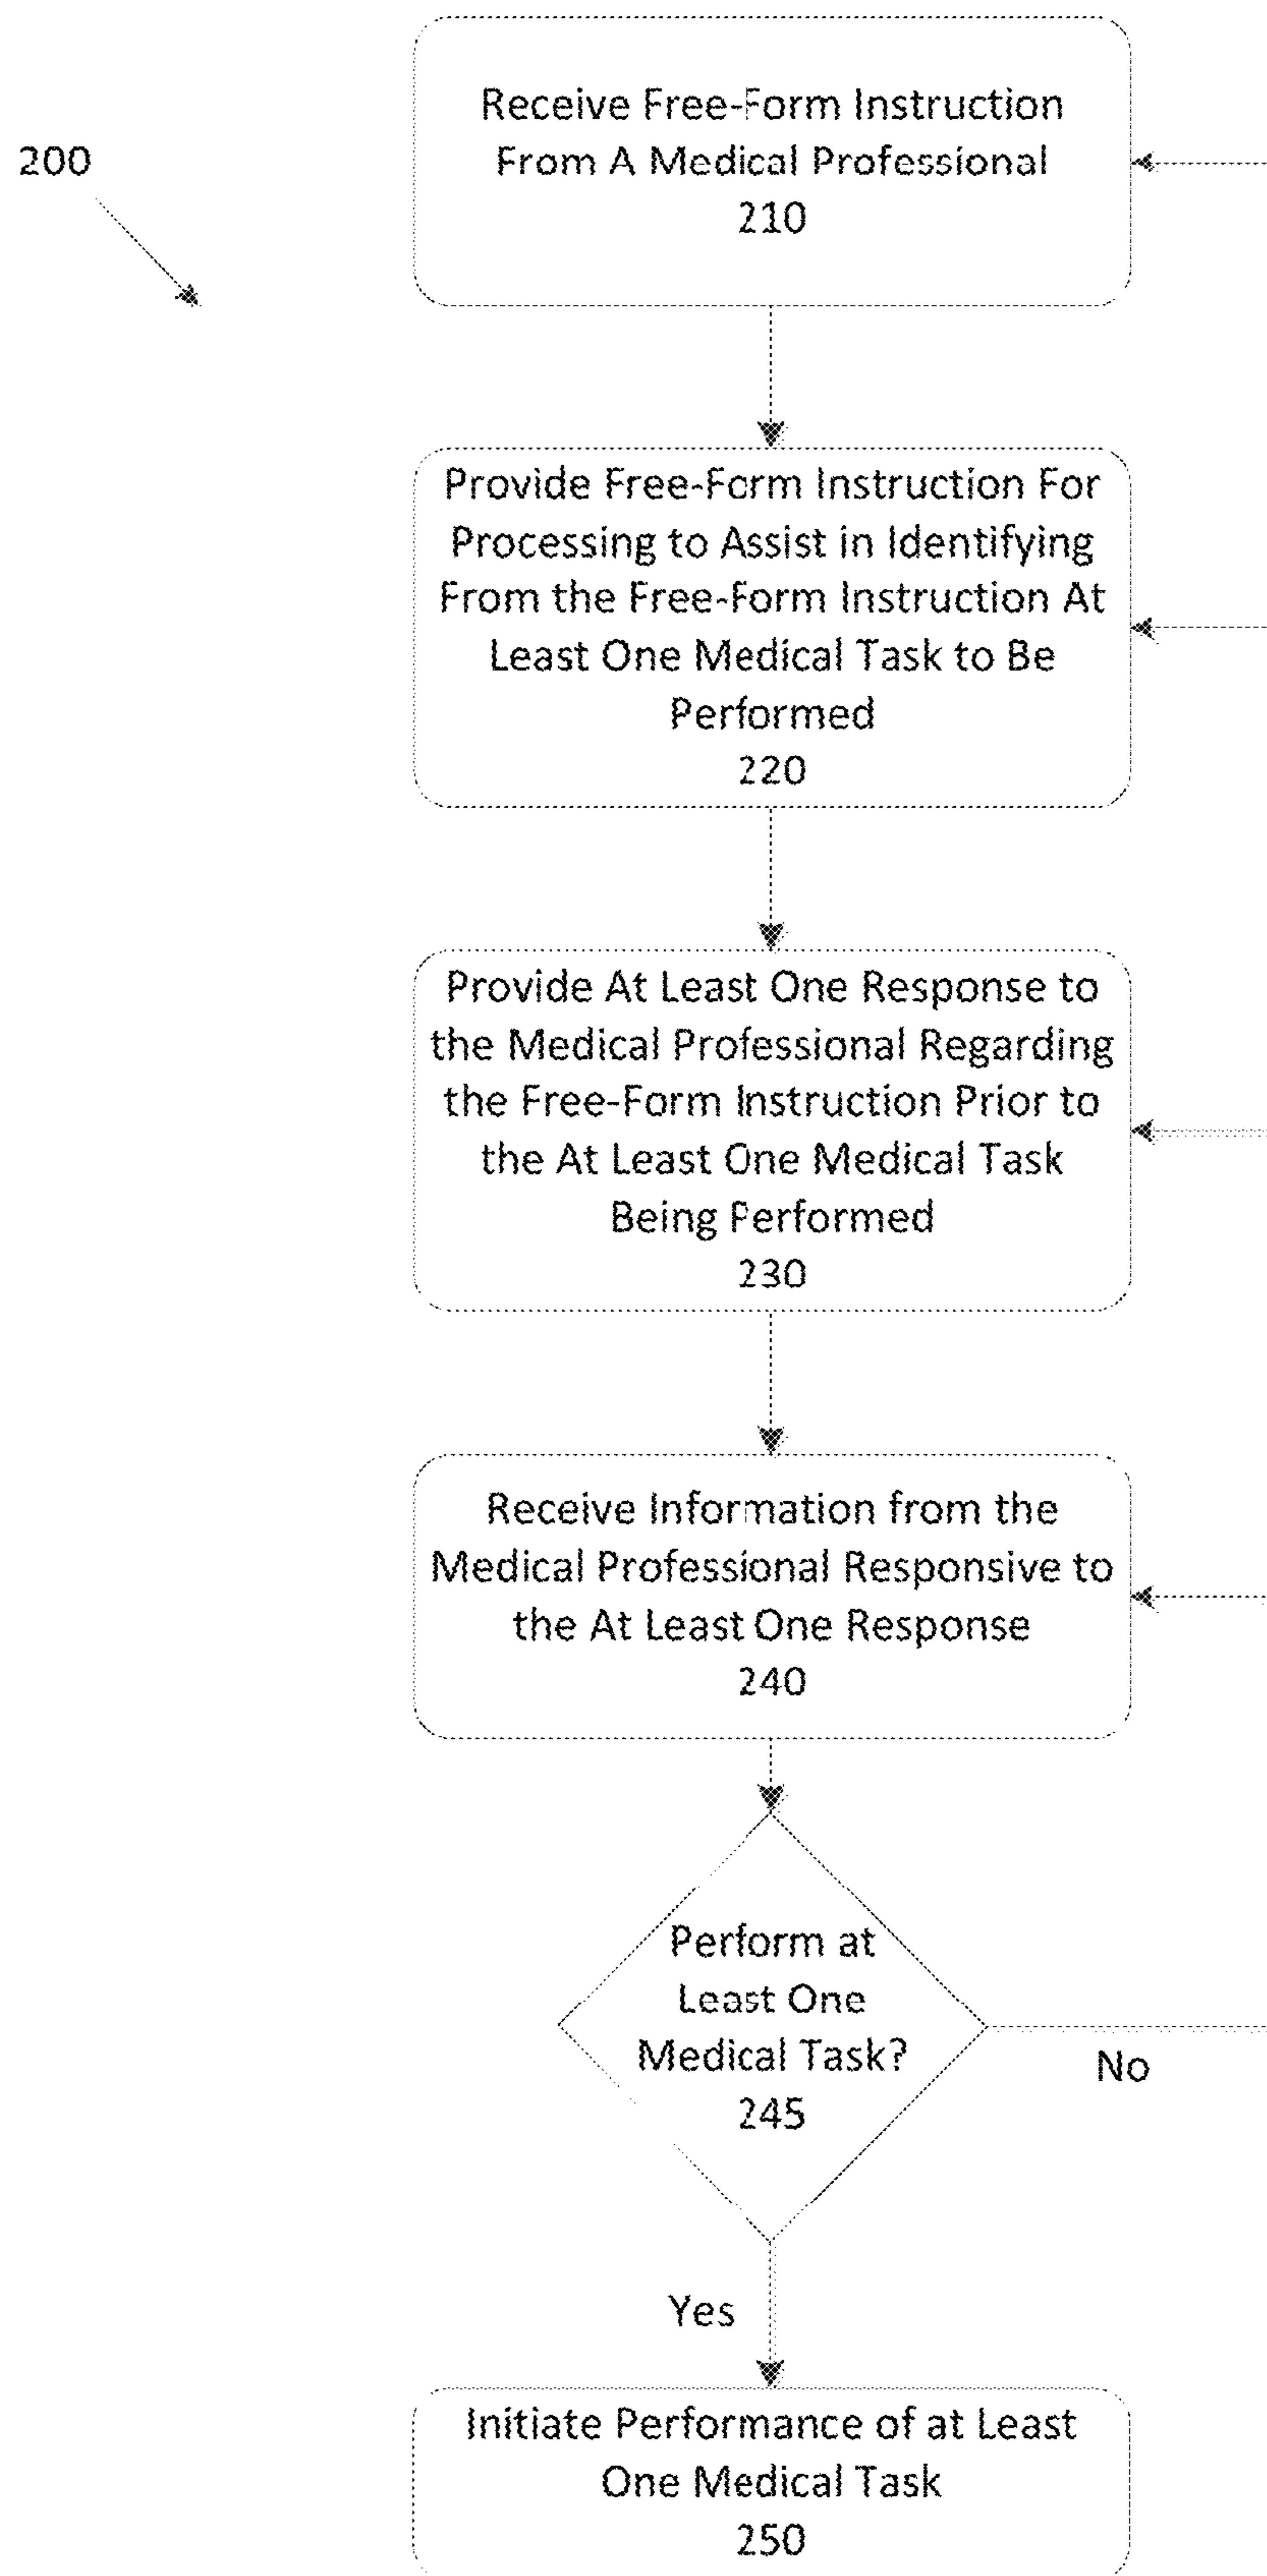 200
Receive Free-Form Instruction
From A Medical Professional
210
Provide Free-Form Instruction For
Processing to Assist in Identifying
From the Free-Form Instruction At
Least One Medical Task to Be
Performed
220
Provide At Least One Response to
the Medical Professional Regarding
the Free-Form Instruction Prior to
the At Least One Medical Task
Being Performed
230
Receive Information from the
Medical Professional Responsive to
the At Least One Response
240
Perform at
Least One
Medical Task?
245
No
Yes
Initiate Performance of at Least
One Medical Task
250